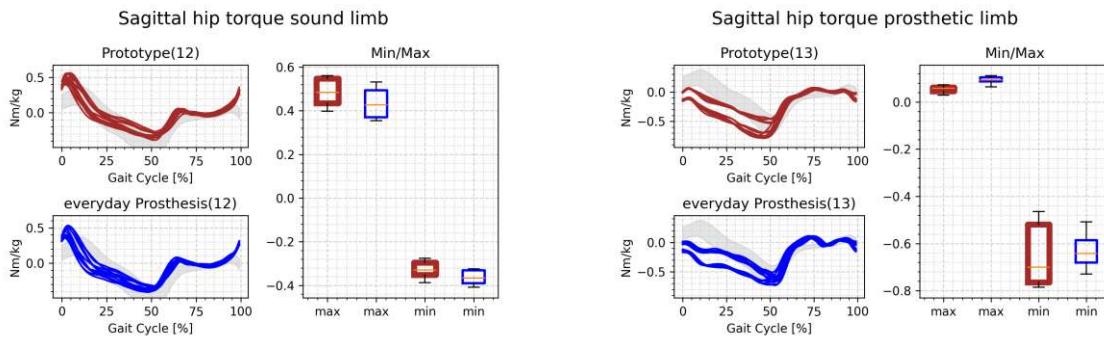 Sagittal hip torque sound limb
Prototype(12)
Nm/kg
0.5
0.0
0 25 50 75 100
Gait Cycle [%]
everyday Prosthesis(12)
Nm/kg
0.5
0.0
0 25 50 75 100
Gait Cycle [%]
Min/Max
0.6
0.4
0.2
0.0
−0.2
−0.4
max max min min
Sagittal hip torque prosthetic limb
Prototype(13)
Nm/kg
0.0
−0.5
0 25 50 75 100
Gait Cycle [%]
everyday Prosthesis(13)
Nm/kg
0.0
−0.5
0 25 50 75 100
Gait Cycle [%]
Min/Max
0.0
−0.2
−0.4
−0.6
−0.8
max max min min